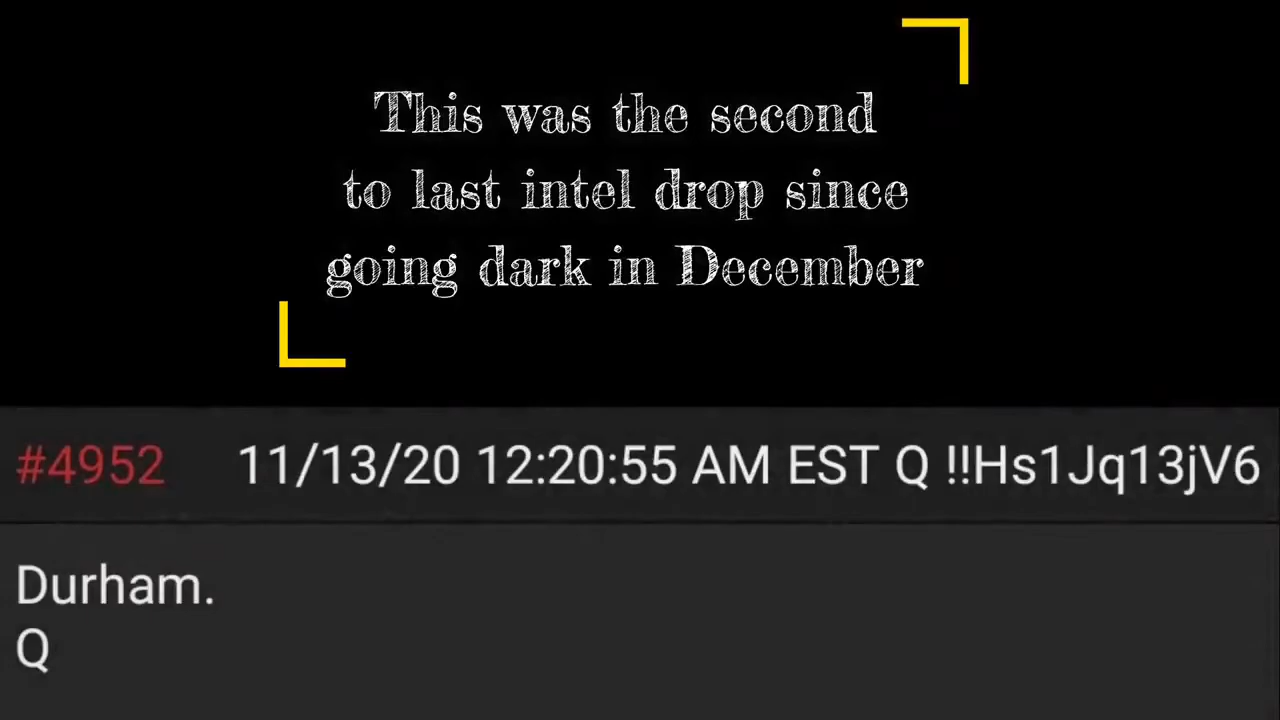 This was the second
to last intel drop since
going dark in December
#4952 11/13/20 12:20:55 AM EST Q !!Hs1Jq13jV6
Durham.
Q